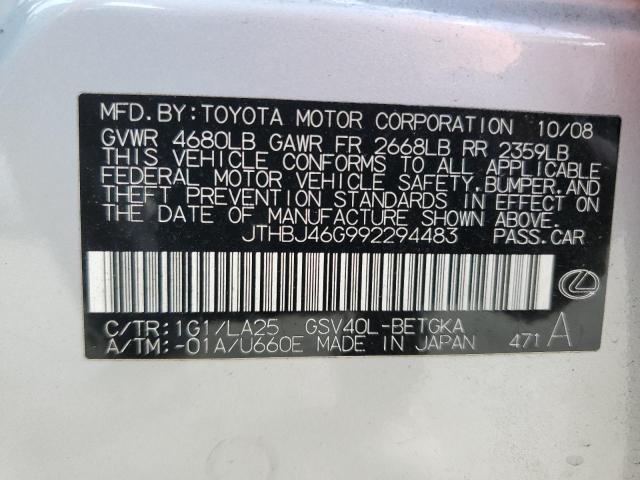 MFD.BY:TOYOTA MOTOR CORPORATION 10/08
GVWR 4680LB GAWR FR 2668LB RR 2359LB
THIS VEHICLE CONFORMS TO ALL APPLICABLE
FEDERAL MOTOR VEHICLE SAFETY,BUMPER,AND
THEFT PREVENTION STANDARDS IN EFFECT ON
THE DATE OF MANUFACTURE SHOWN ABOVE.
JTHBJ46G992294483 PASS.CAR
C/TR:1G1/LA25 GSV40L-BETGKA
A/TM:-01A/U660E MADE IN JAPAN 471 A